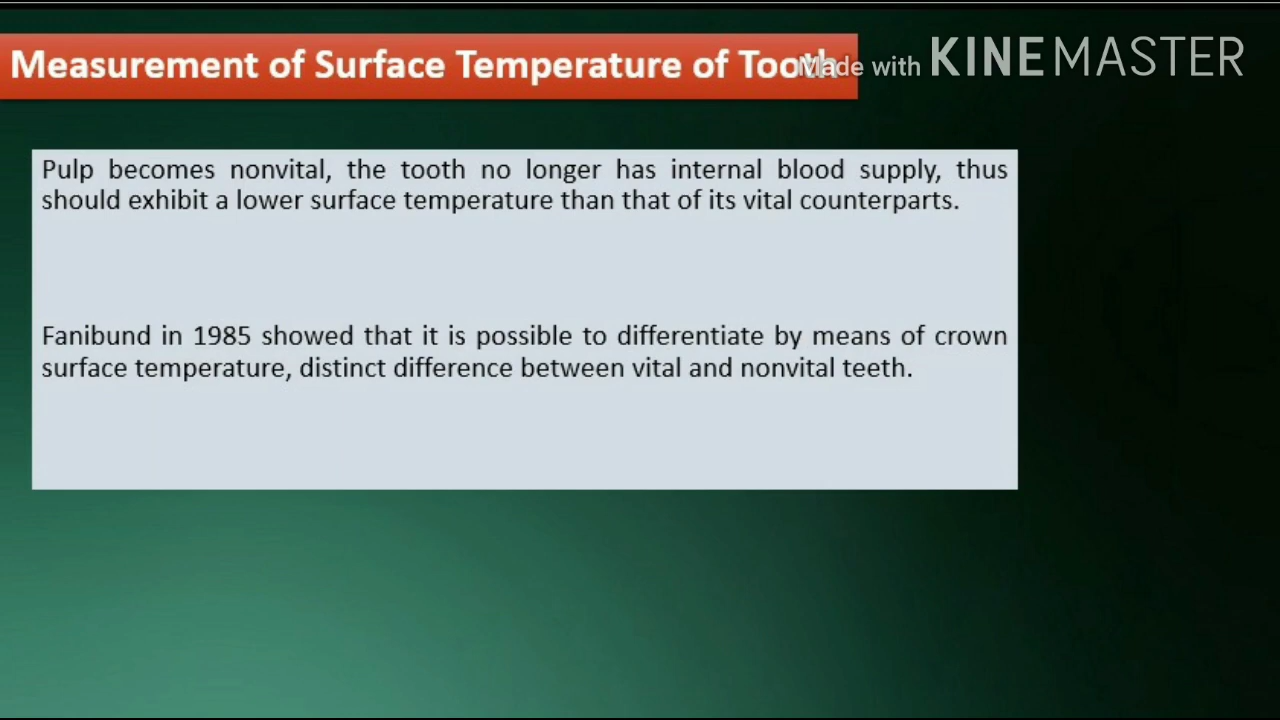 Measurement of Surface Temperature of Tooth
Made with KINEMASTER
Pulp becomes nonvital, the tooth no longer has internal blood supply, thus
should exhibit a lower surface temperature than that of its vital counterparts.
Fanibund in 1985 showed that it is possible to differentiate by means of crown
surface temperature, distinct difference between vital and nonvital teeth.